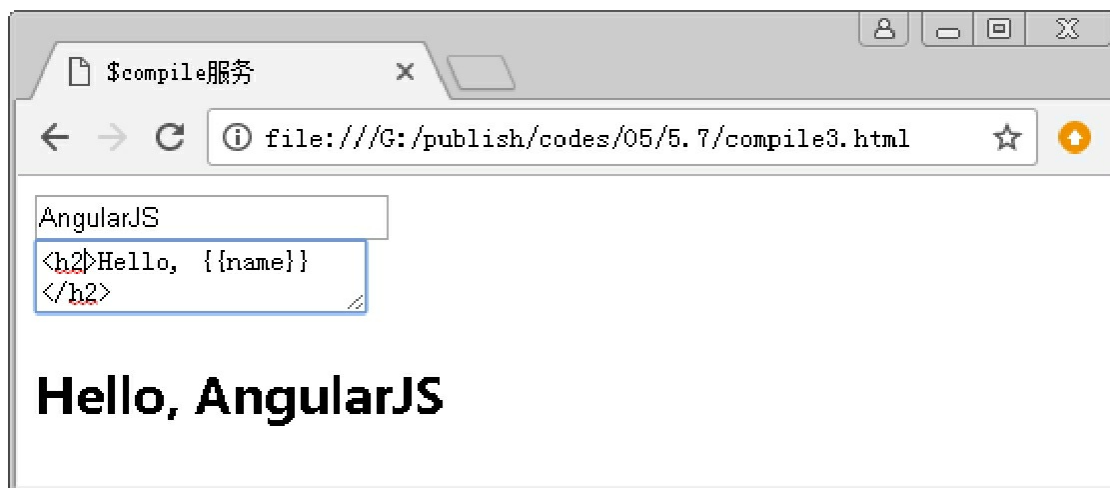 $compile服务
file:///G:/publish/codes/05/5.7/compile3.html
AngularJS
<h2>Hello, {{name}}
</h2>
Hello, AngularJS